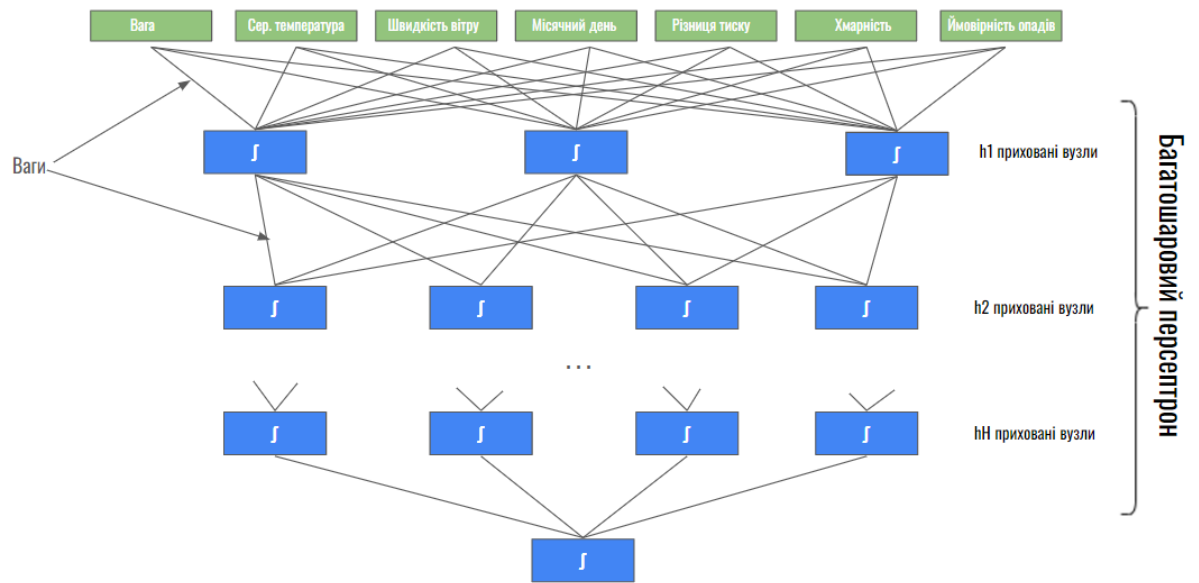 Вага
Сер. температура
Швидкість вітру
Місячний день
Різниця тиску
Хмарність
Ймовірність опадів
Ваги
ʃ
ʃ
ʃ
h1 приховані вузли
ʃ
ʃ
ʃ
ʃ
h2 приховані вузли
...
ʃ
ʃ
ʃ
ʃ
hH приховані вузли
ʃ
Багатошаровий персептрон